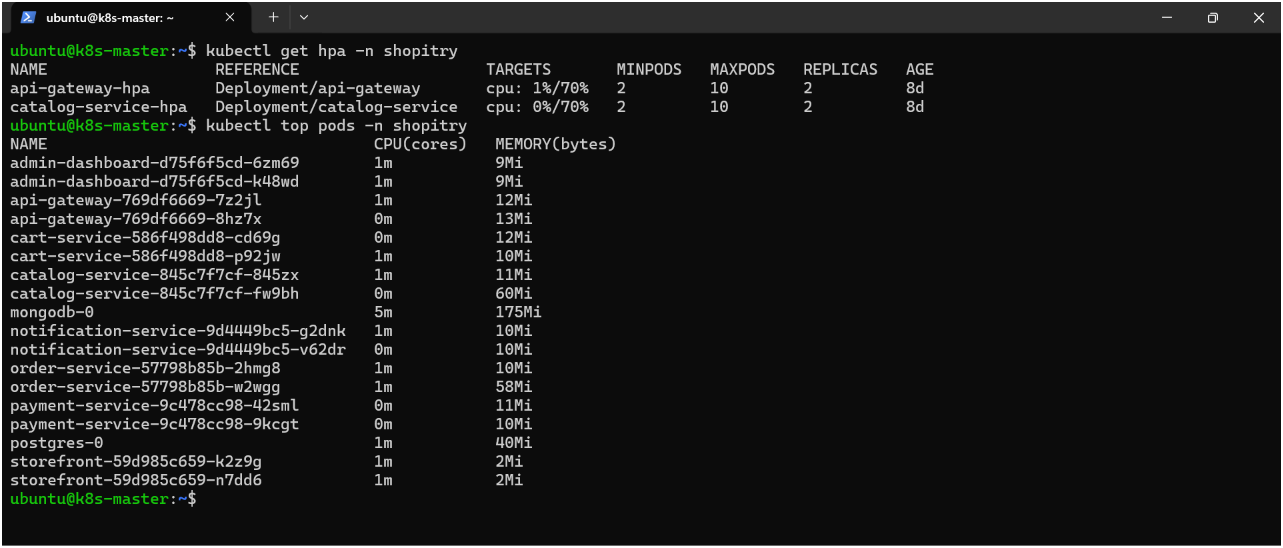 ubuntu@k8s-master: ~
ubuntu@k8s-master:~$ kubectl get hpa -n shopitry
NAME REFERENCE TARGETS MINPODS MAXPODS REPLICAS AGE
api-gateway-hpa Deployment/api-gateway cpu: 1%/70% 2 10 2 8d
catalog-service-hpa Deployment/catalog-service cpu: 0%/70% 2 10 2 8d
ubuntu@k8s-master:~$ kubectl top pods -n shopitry
NAME CPU(cores) MEMORY(bytes)
admin-dashboard-d75f6f5cd-6zm69 1m 9Mi
admin-dashboard-d75f6f5cd-k48wd 1m 9Mi
api-gateway-769df6669-7z2jl 1m 12Mi
api-gateway-769df6669-8hz7x 0m 13Mi
cart-service-586f498dd8-cd69g 0m 12Mi
cart-service-586f498dd8-p92jw 1m 10Mi
catalog-service-845c7f7cf-845zx 1m 11Mi
catalog-service-845c7f7cf-fw9bh 0m 60Mi
mongodb-0 5m 175Mi
notification-service-9d4449bc5-g2dnk 1m 10Mi
notification-service-9d4449bc5-v62dr 0m 10Mi
order-service-57798b85b-2hmg8 1m 10Mi
order-service-57798b85b-w2wgg 1m 58Mi
payment-service-9c478cc98-42sml 0m 11Mi
payment-service-9c478cc98-9kcgt 0m 10Mi
postgres-0 1m 40Mi
storefront-59d985c659-k2z9g 1m 2Mi
storefront-59d985c659-n7dd6 1m 2Mi
ubuntu@k8s-master:~$